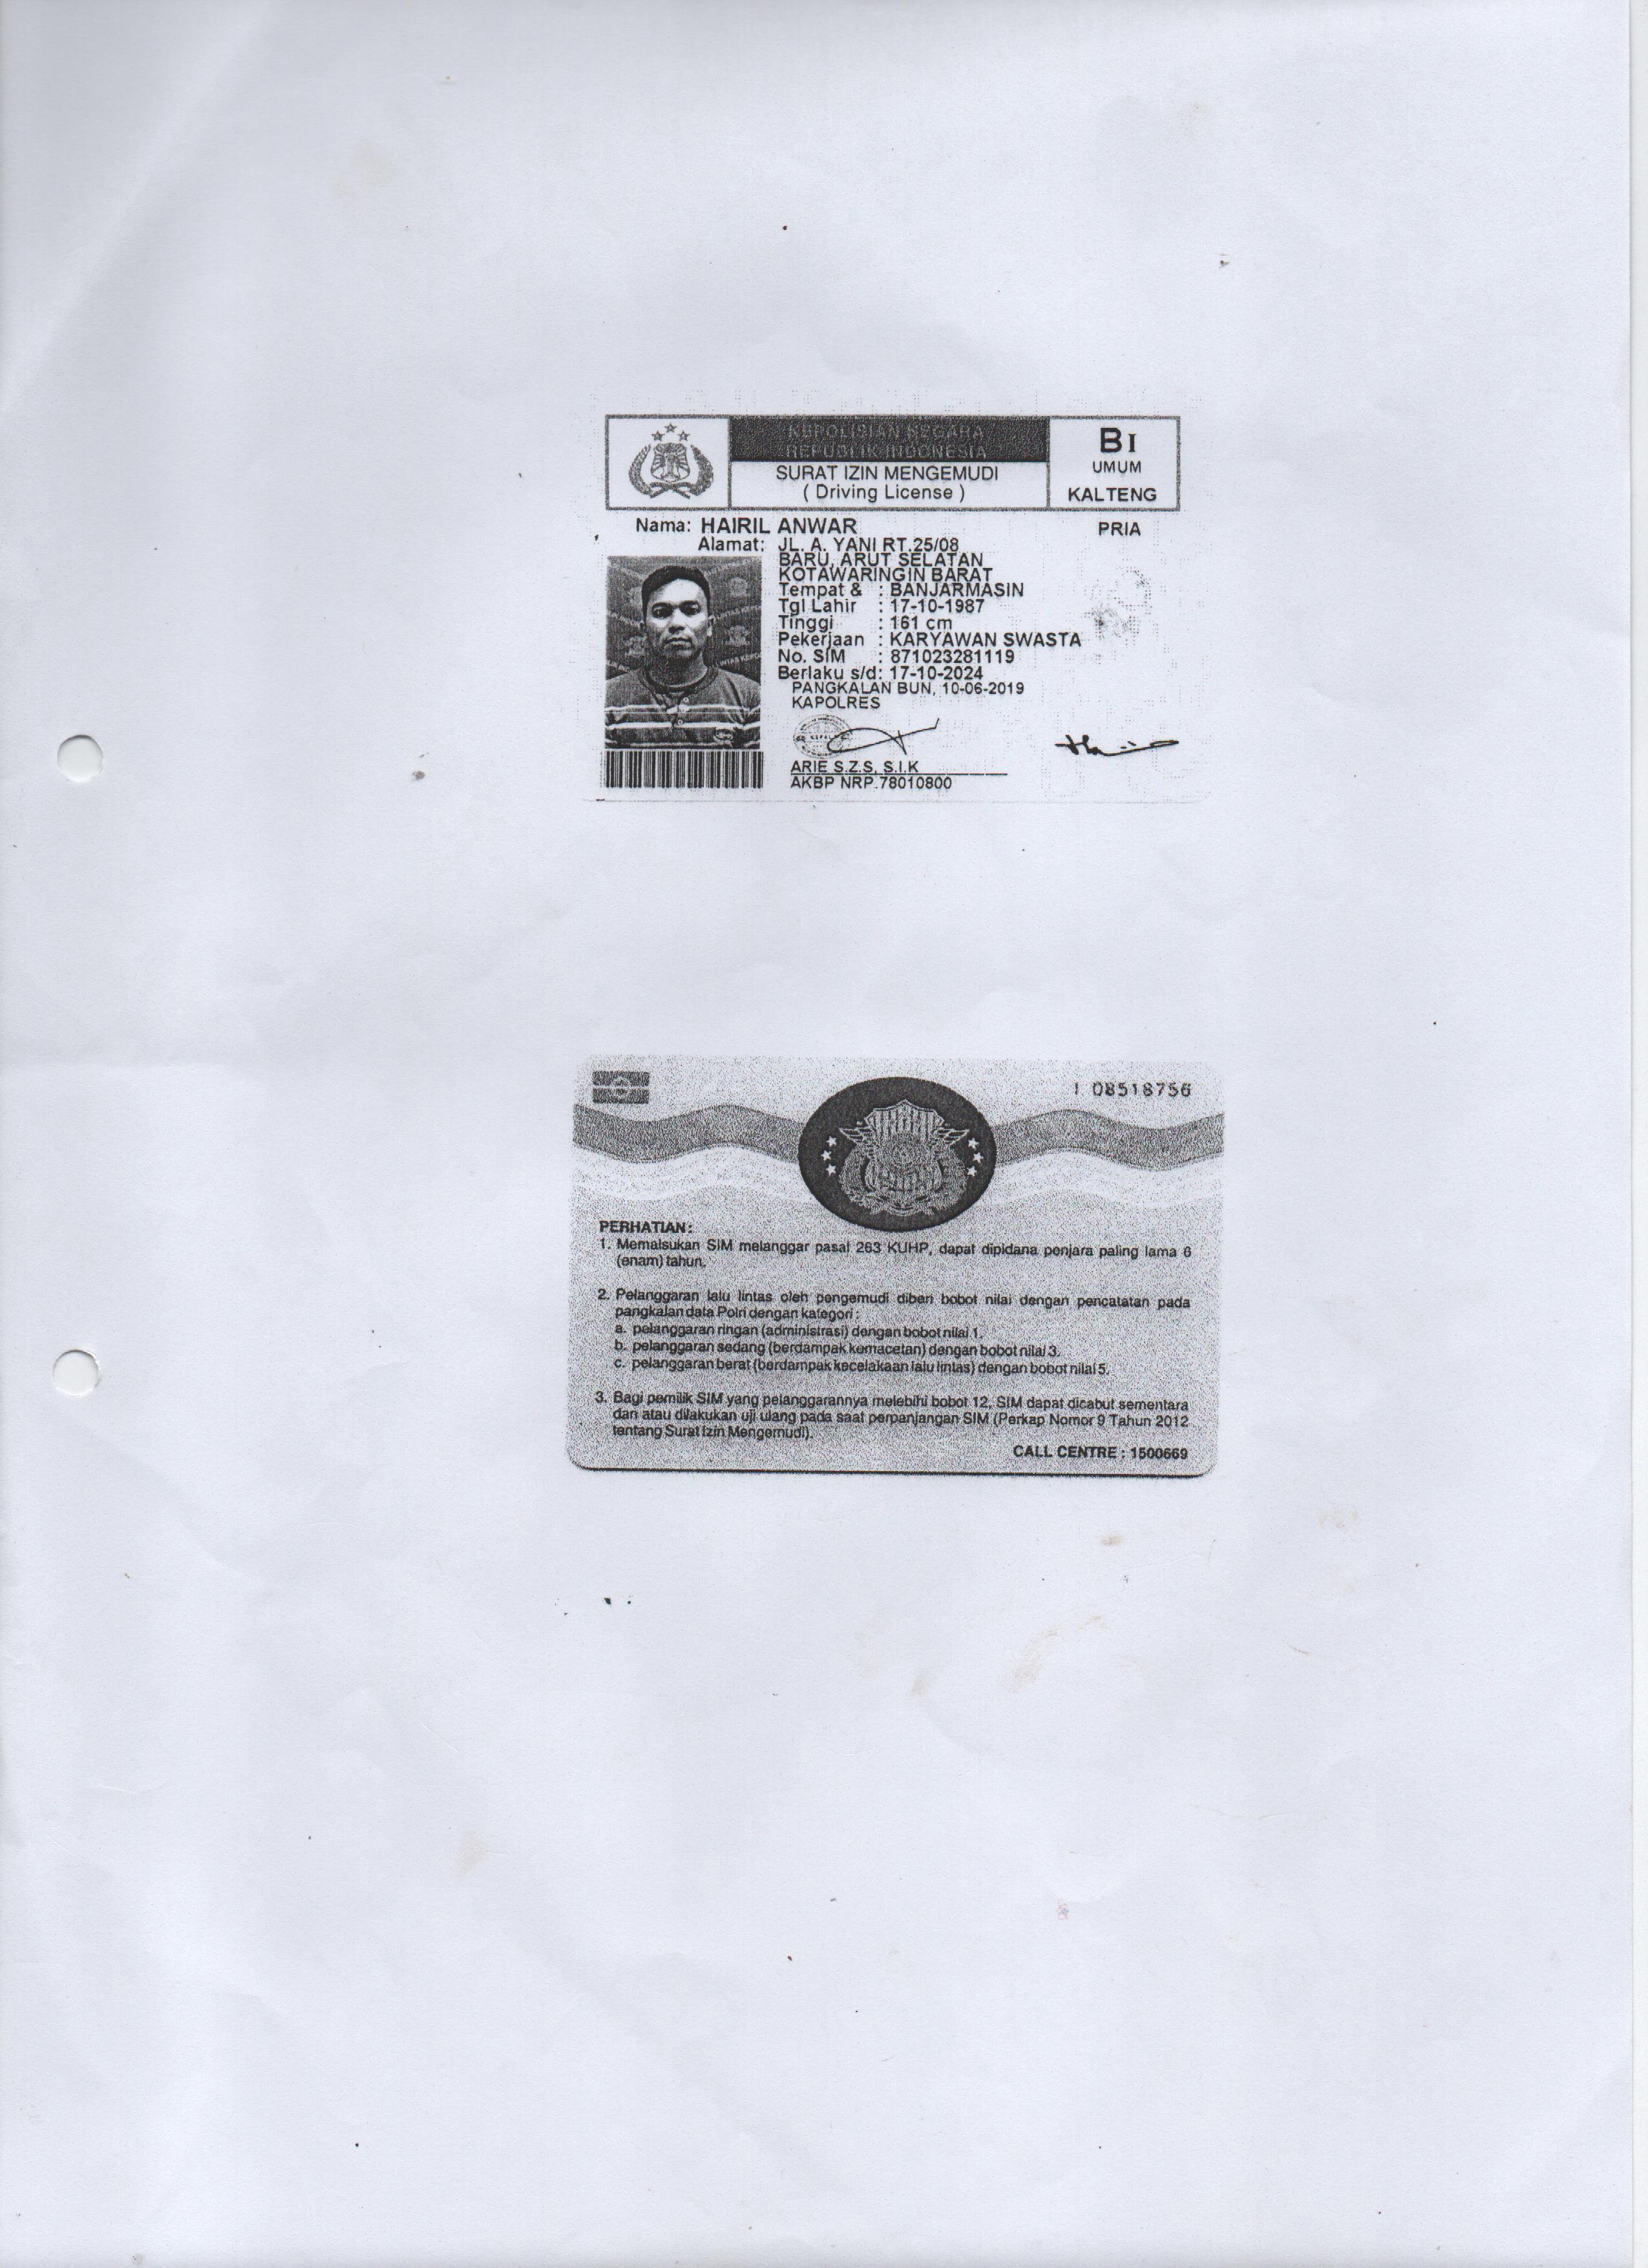 KEPOLISIAN NEGARA
REPUBLIK INDONESIA
SURAT IZIN MENGEMUDI
( Driving License )
BI
UMUM
KALTENG
Nama: HAIRIL ANWAR
PRIA
Alamat: JL. A. YANI RT.25/08
BARU, ARUT SELATAN
KOTAWARINGIN BARAT
Tempat & : BANJARMASIN
Tgl Lahir : 17-10-1987
Tinggi : 161 cm
Pekerjaan : KARYAWAN SWASTA
No. SIM : 871023281119
Berlaku s/d: 17-10-2024
PANGKALAN BUN, 10-06-2019
KAPOLRES
ARIE S.Z.S, S.I.K
AKBP NRP.78010800
08518756
PERHATIAN:
1. Memalsukan SIM melanggar pasal 263 KUHP, dapat dipidana penjara paling lama 6
(enam) tahun.
2. Pelanggaran lalu lintas oleh pengemudi diberi bobot nilai dengan pencatatan pada
pangkalan data Polri dengan kategori:
a. pelanggaran ringan (administrasi) dengan bobot nilai 1.
b. pelanggaran sedang (berdampak kemacetan) dengan bobot nilai 3.
c. pelanggaran berat (berdampak kecelakaan lalu lintas) dengan bobot nilai 5.
3. Bagi pemilik SIM yang pelanggarannya melebihi bobot 12, SIM dapat dicabut sementara
dan atau dilakukan uji ulang pada saat perpanjangan SIM (Perkap Nomor 9 Tahun 2012
tentang Surat Izin Mengemudi).
CALL CENTRE : 1500669